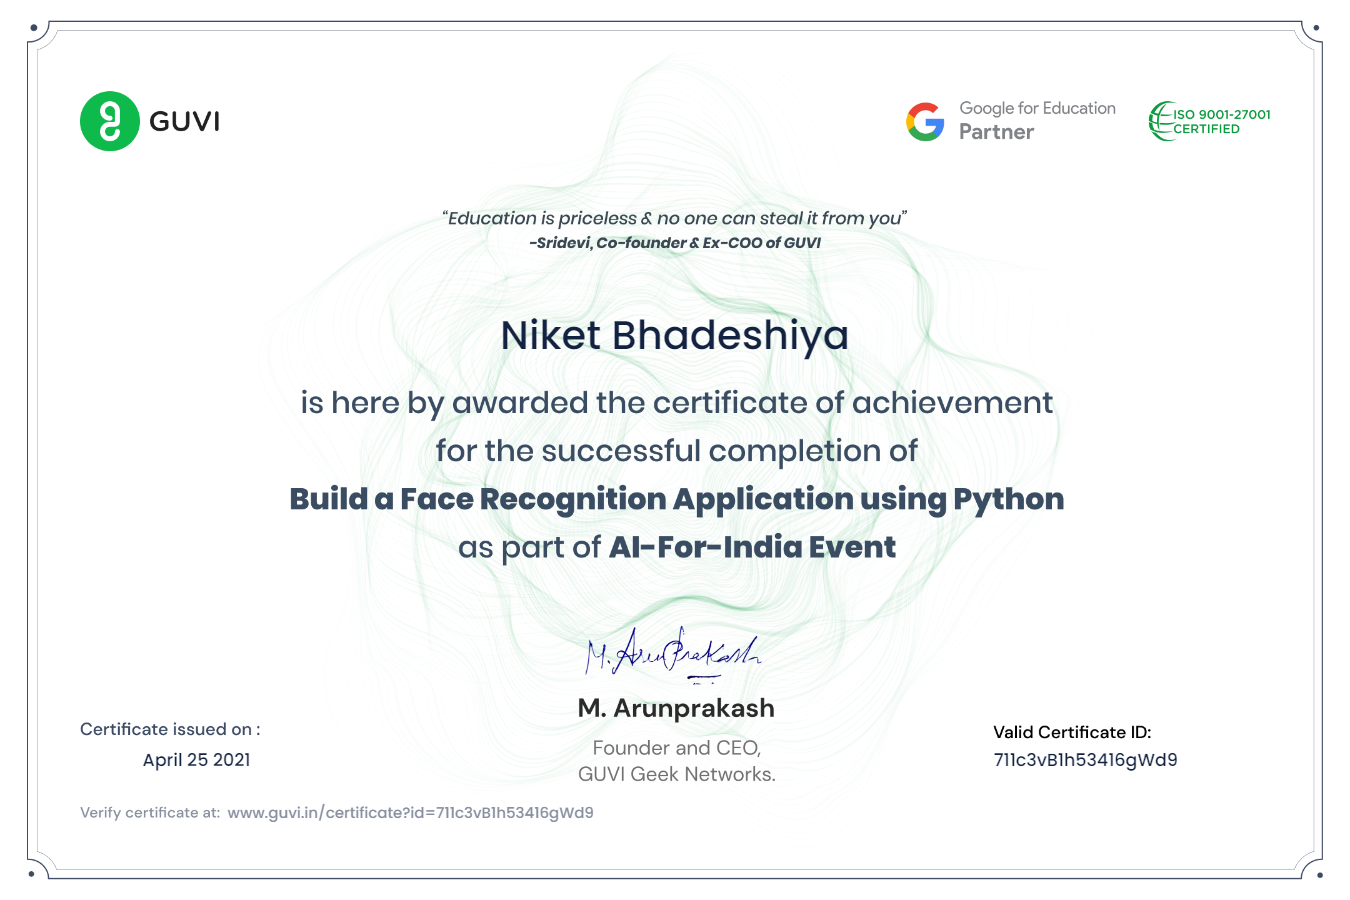 GUVI
Google for Education
Partner
ISO 9001-27001
CERTIFIED
“Education is priceless & no one can steal it from you”
-Sridevi, Co-founder & Ex-COO of GUVI
Niket Bhadeshiya
is here by awarded the certificate of achievement
for the successful completion of
Build a Face Recognition Application using Python
as part of AI-For-India Event
M. ArunPrakash
M. Arunprakash
Founder and CEO,
GUVI Geek Networks.
Certificate issued on :
April 25 2021
Valid Certificate ID:
711c3vB1h53416gWd9
Verify certificate at: www.guvi.in/certificate?id=711c3vB1h53416gWd9